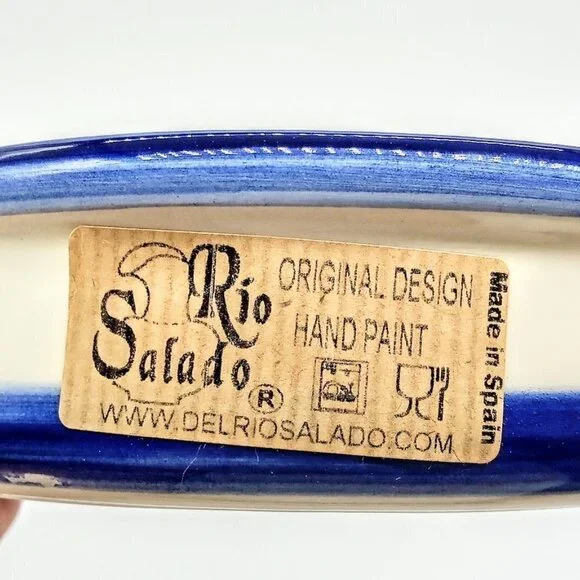 Río
Salado
®
ORIGINAL DESIGN
HAND PAINT
WWW.DELRIOSALADO.COM
Made in Spain